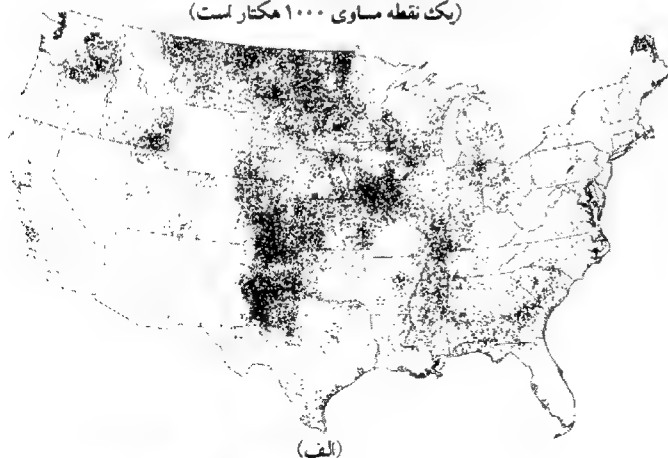 (یک نقطه مساوی ۱۰۰۰ هکتار است)
(الف)